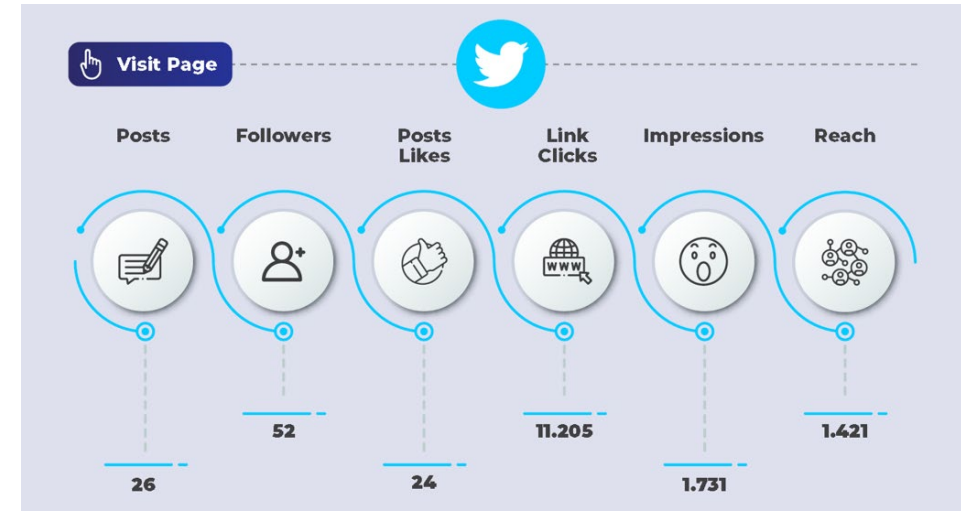 Visit Page
Posts
Followers
Posts
Likes
Link
Clicks
Impressions
Reach
WWW
52
11.205
1.421
26
24
1.731